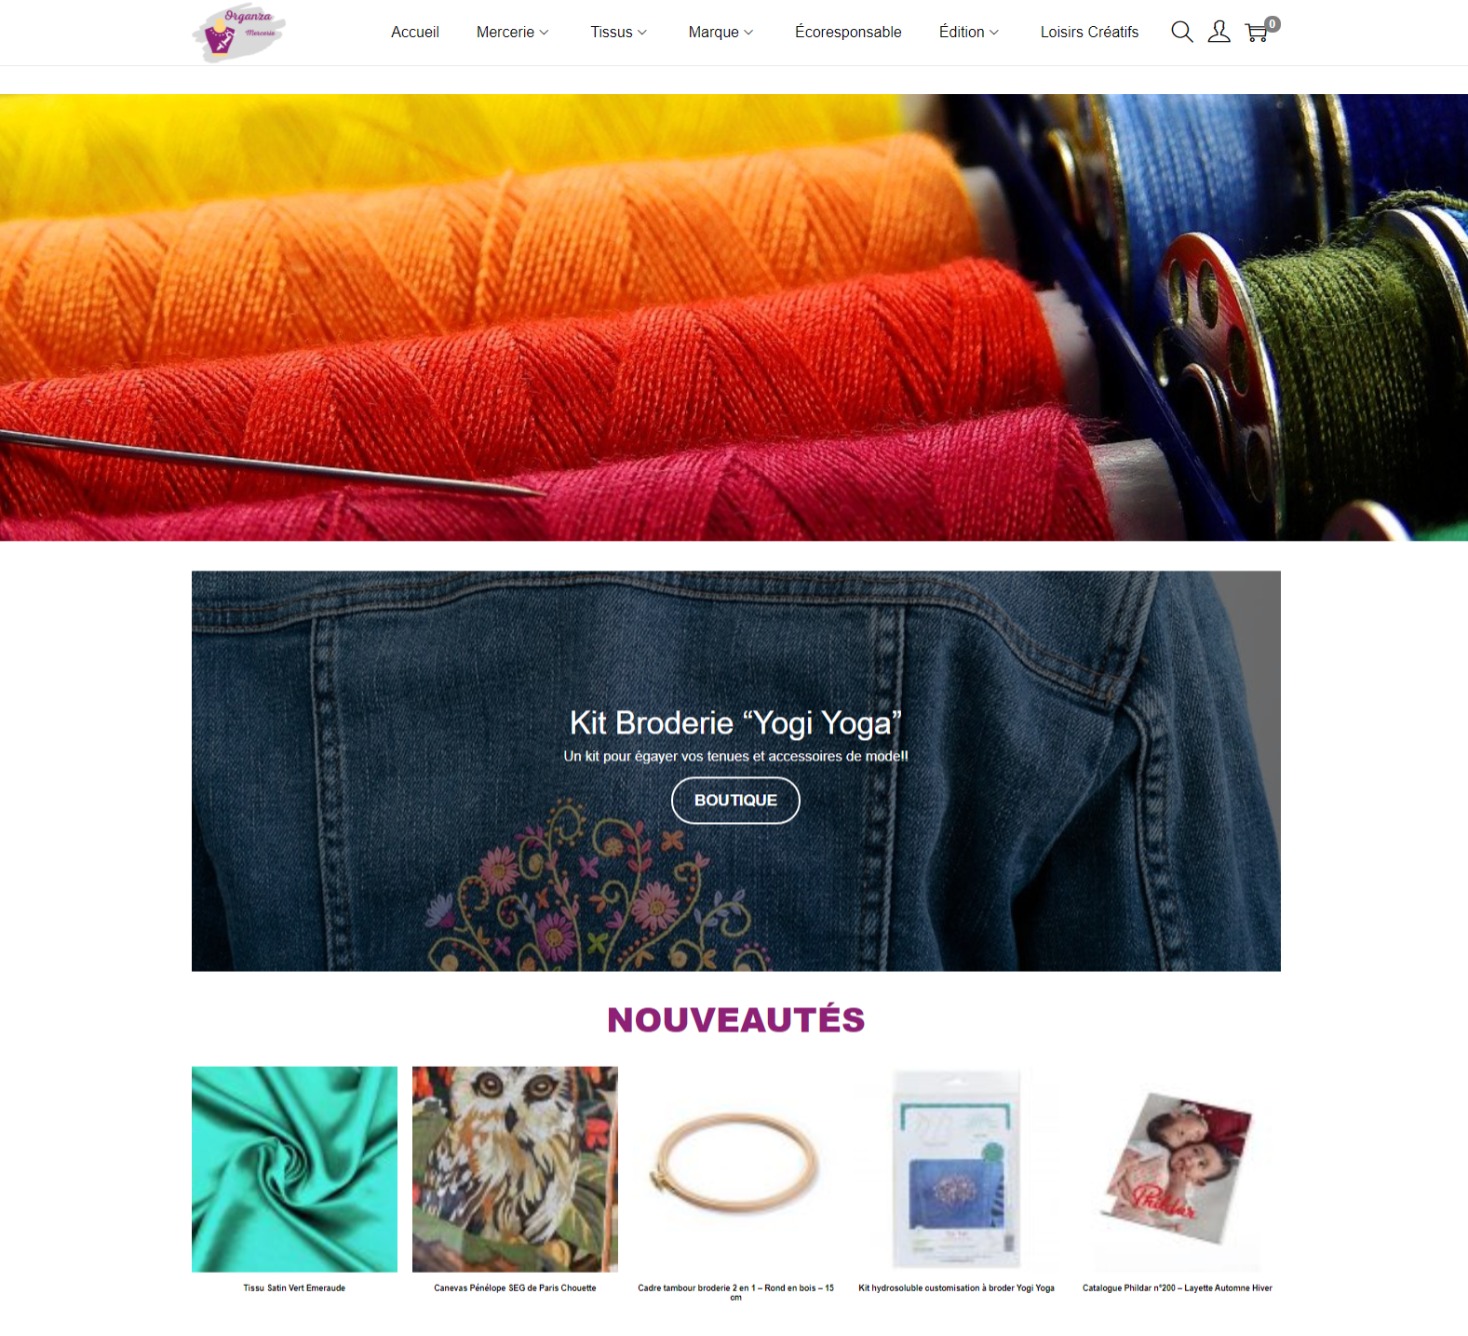 Organza
Mercerie
Accueil
Mercerie
Tissus
Marque
Écoresponsable
Édition
Loisirs Créatifs
0
Kit Broderie “Yogi Yoga”
Un kit pour égayer vos tenues et accessoires de mode!!
BOUTIQUE
NOUVEAUTÉS
Phildar
Tissu Satin Vert Emeraude
Canevas Pénélope SEG de Paris Chouette
Cadre tambour broderie 2 en 1 – Rond en bois – 15
cm
Kit hydrosoluble customisation à broder Yogi Yoga
Catalogue Phildar n°200 – Layette Automne Hiver